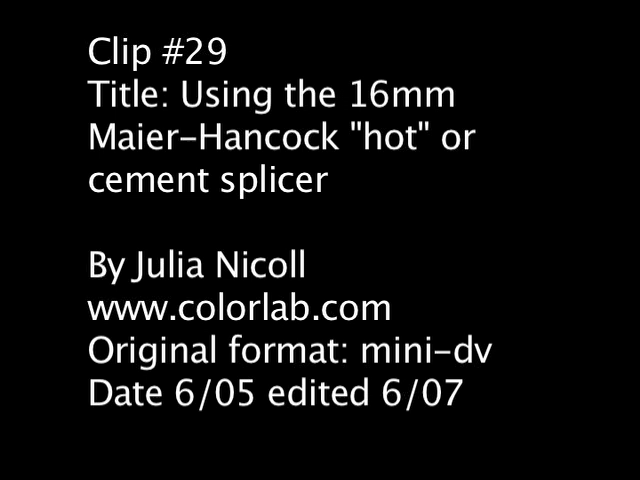 Clip #29
Title: Using the 16mm
Maier-Hancock "hot" or
cement splicer
By Julia Nicoll
www.colorlab.com
Original format: mini-dv
Date 6/05 edited 6/07